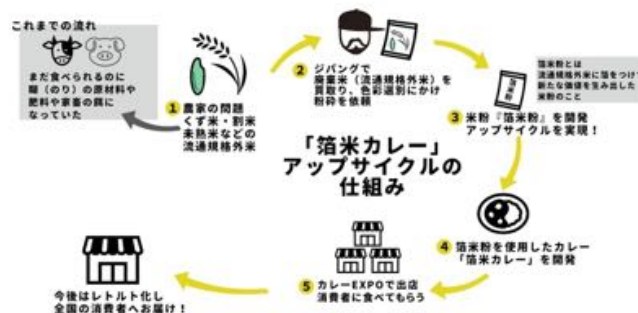 これまでの流れ
まだ食べられるのに
糊（のり）の原材料や
肥料や家畜の餌に
なっていた
1 農家の問題
くず米・割米
未熟米などの
流通規格外米
2 ジパングで
廃棄米（流通規格外米）を
買取り、色彩選別にかけ
粉砕を依頼
箔米粉
箔米粉とは
流通規格外米に箔をつけ
新たな価値を生み出した
米粉のこと
3 米粉『箔米粉』を開発
アップサイクルを実現！
「箔米カレー」
アップサイクルの
仕組み
4 箔米粉を使用したカレー
「箔米カレー」を開発
5 カレーEXPOで出店
消費者に食べてもらう
今後はレトルト化し
全国の消費者へお届け！